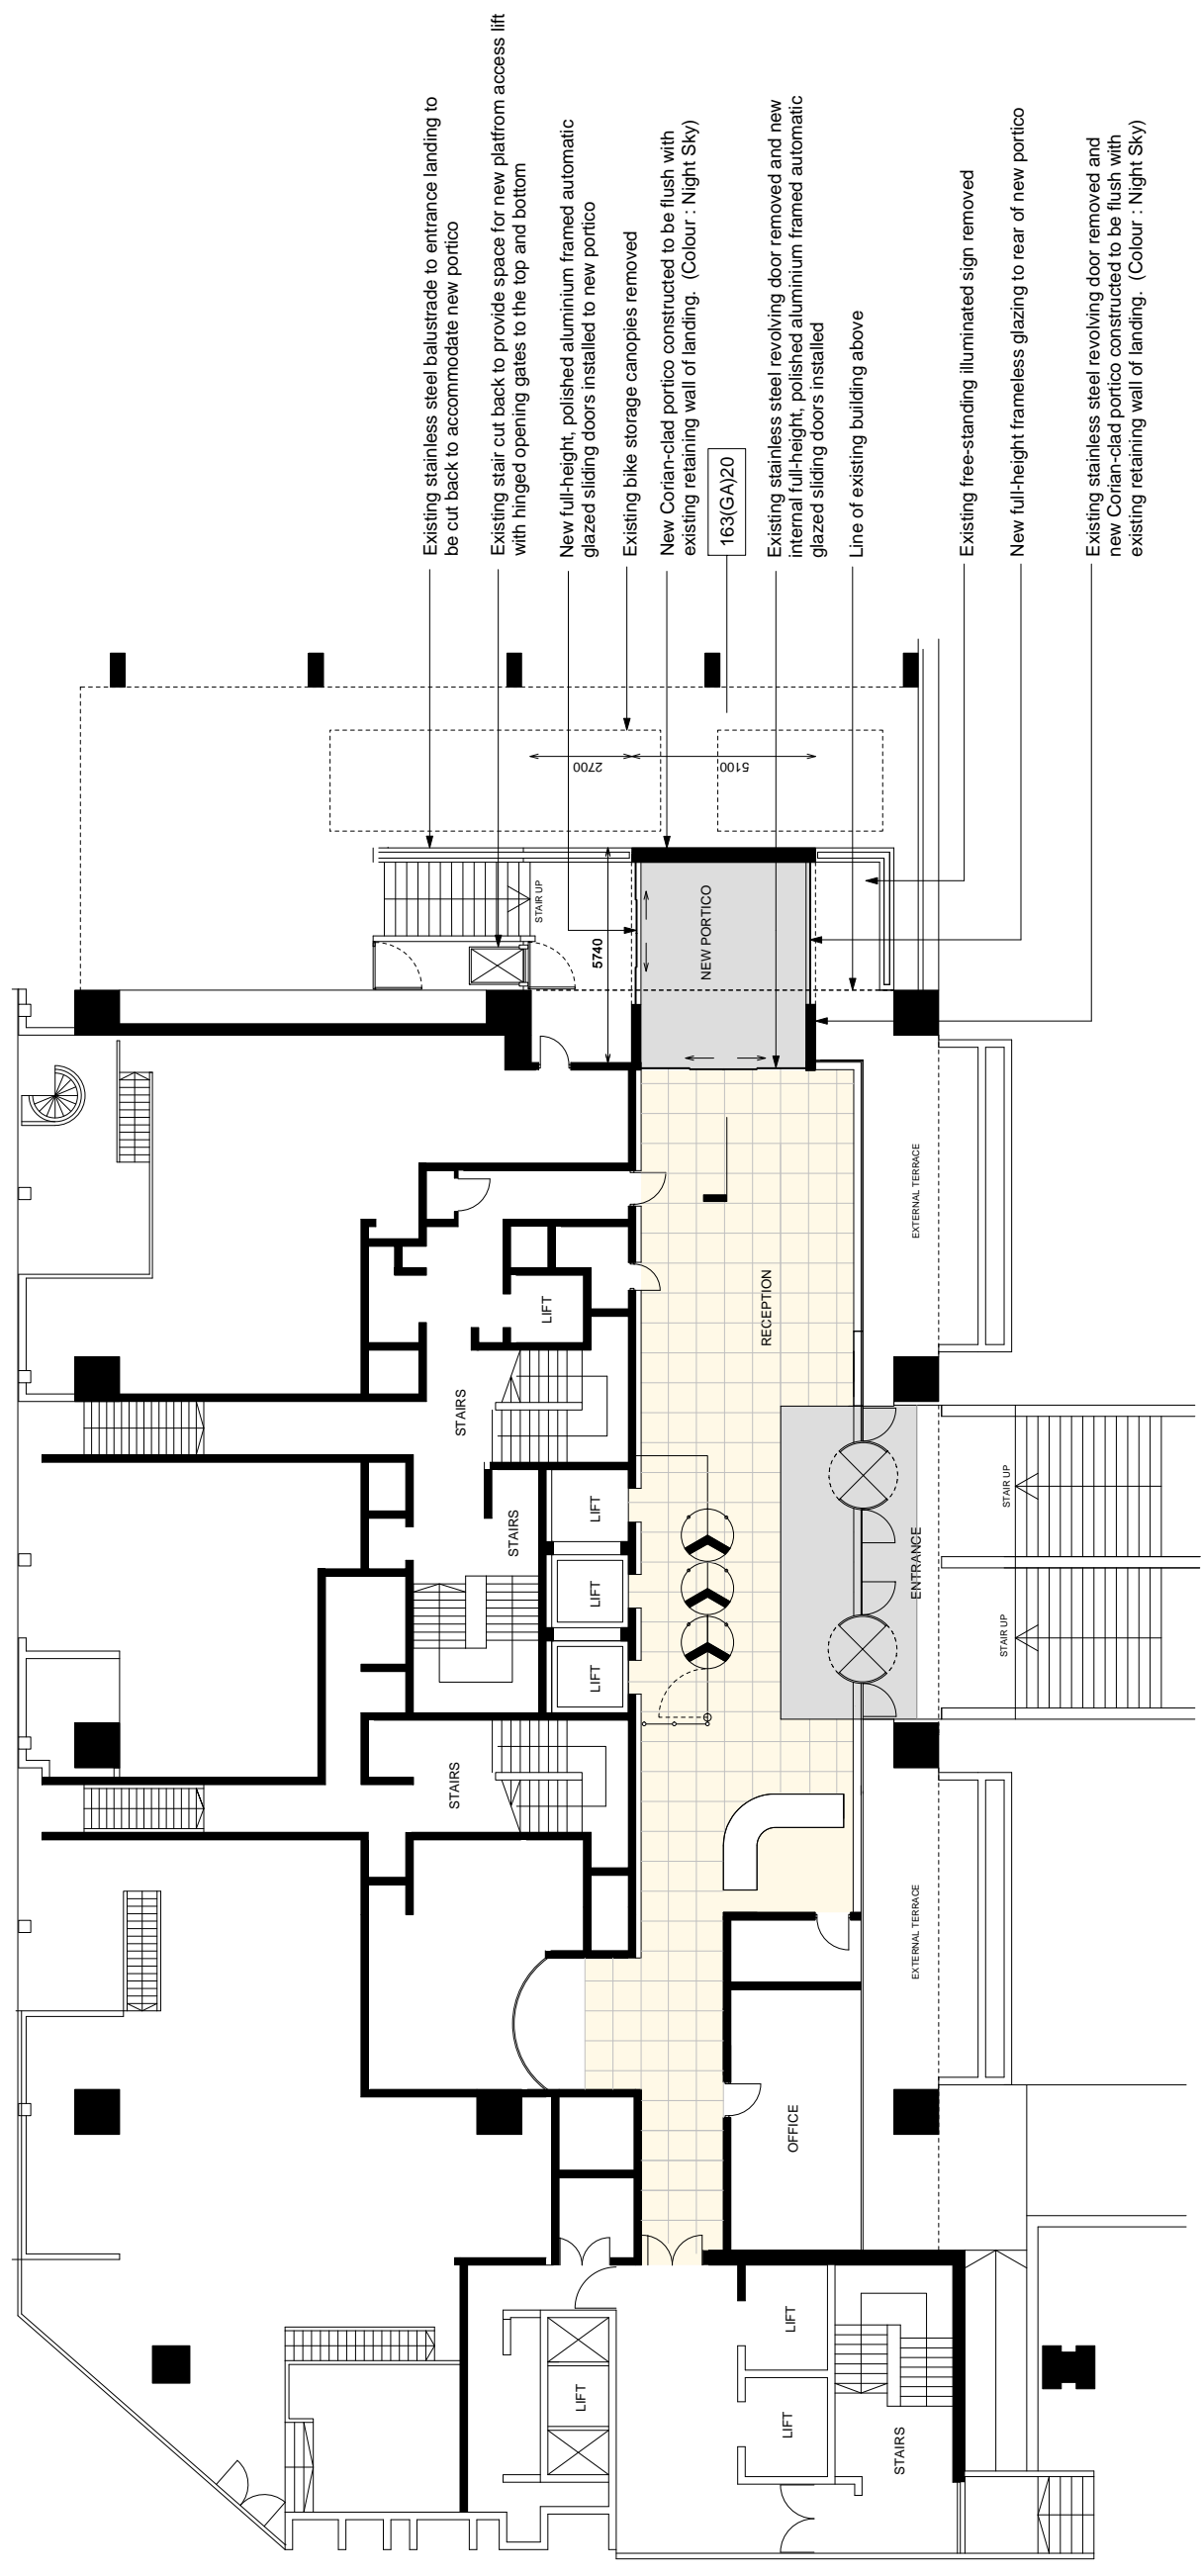 Existing stainless steel balustrade to entrance landing to
be cut back to accommodate new portico
Existing stair cut back to provide space for new platfrom access lift
with hinged opening gates to the top and bottom
New full-height, polished aluminium framed automatic
glazed sliding doors installed to new portico
Existing bike storage canopies removed
New Corian-clad portico constructed to be flush with
existing retaining wall of landing.  (Colour : Night Sky)
163(GA)20
Existing stainless steel revolving door removed and new
internal full-height, polished aluminium framed automatic
glazed sliding doors installed
Line of existing building above
Existing free-standing illuminated sign removed
New full-height frameless glazing to rear of new portico
Existing stainless steel revolving door removed and
new Corian-clad portico constructed to be flush with
existing retaining wall of landing.  (Colour : Night Sky)
2700
5100
STAIR UP
5740
NEW PORTICO
EXTERNAL TERRACE
RECEPTION
LIFT
STAIRS
STAIRS
LIFT
LIFT
LIFT
ENTRANCE
STAIR UP
STAIR UP
STAIRS
EXTERNAL TERRACE
OFFICE
LIFT
LIFT
LIFT
STAIRS